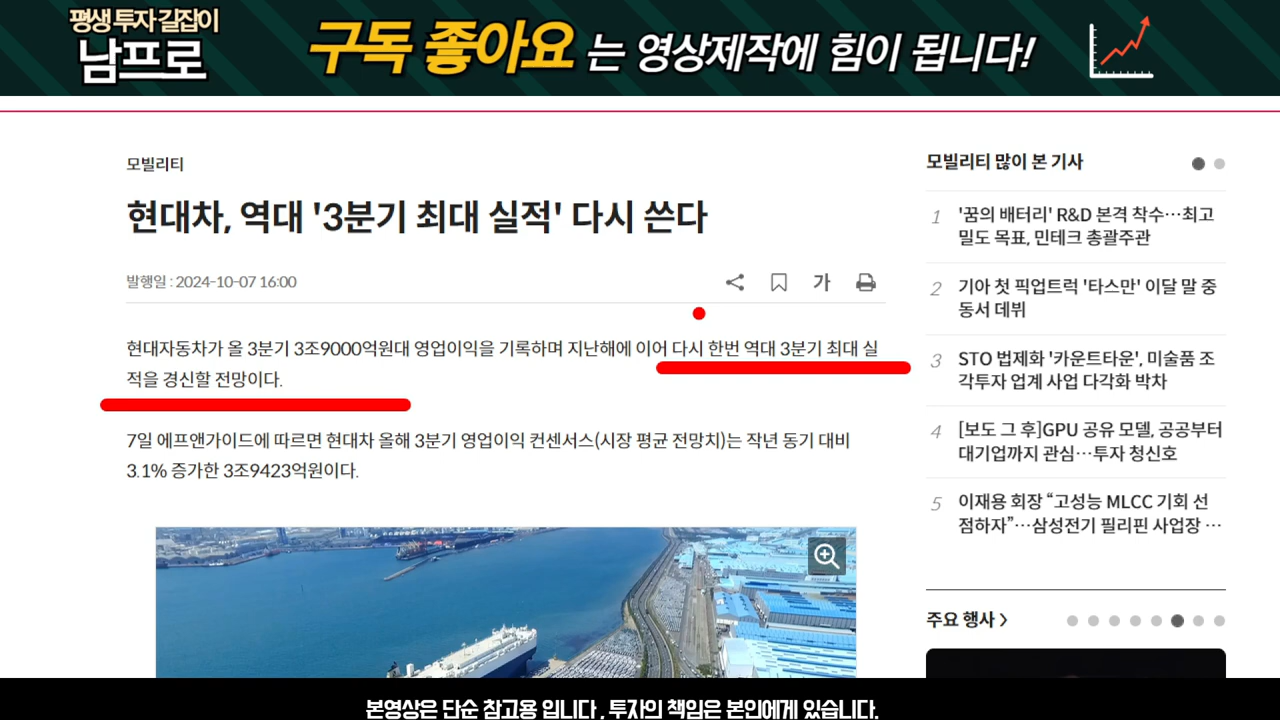 평생 투자 길잡이
남프로
구독 좋아요 는 영상제작에 힘이 됩니다!
모빌리티
현대차, 역대 '3분기 최대 실적' 다시 쓴다
발행일 : 2024-10-07 16:00
가
현대자동차가 올 3분기 3조9000억원대 영업이익을 기록하며 지난해에 이어 다시 한번 역대 3분기 최대 실
적을 경신할 전망이다.
7일 에프앤가이드에 따르면 현대차 올해 3분기 영업이익 컨센서스(시장 평균 전망치)는 작년 동기 대비
3.1% 증가한 3조9423억원이다.
모빌리티 많이 본 기사
1 '꿈의 배터리' R&D 본격 착수…최고
밀도 목표, 민테크 총괄주관
2 기아 첫 픽업트럭 '타스만' 이달 말 중
동서 데뷔
3 STO 법제화 '카운트타운', 미술품 조
각투자 업계 사업 다각화 박차
4 [보도 그 후]GPU 공유 모델, 공공부터
대기업까지 관심…투자 청신호
5 이재용 회장 “고성능 MLCC 기회 선
점하자”…삼성전기 필리핀 사업장 …
주요 행사 >
본영상은 단순 참고용 입니다 , 투자의 책임은 본인에게 있습니다.